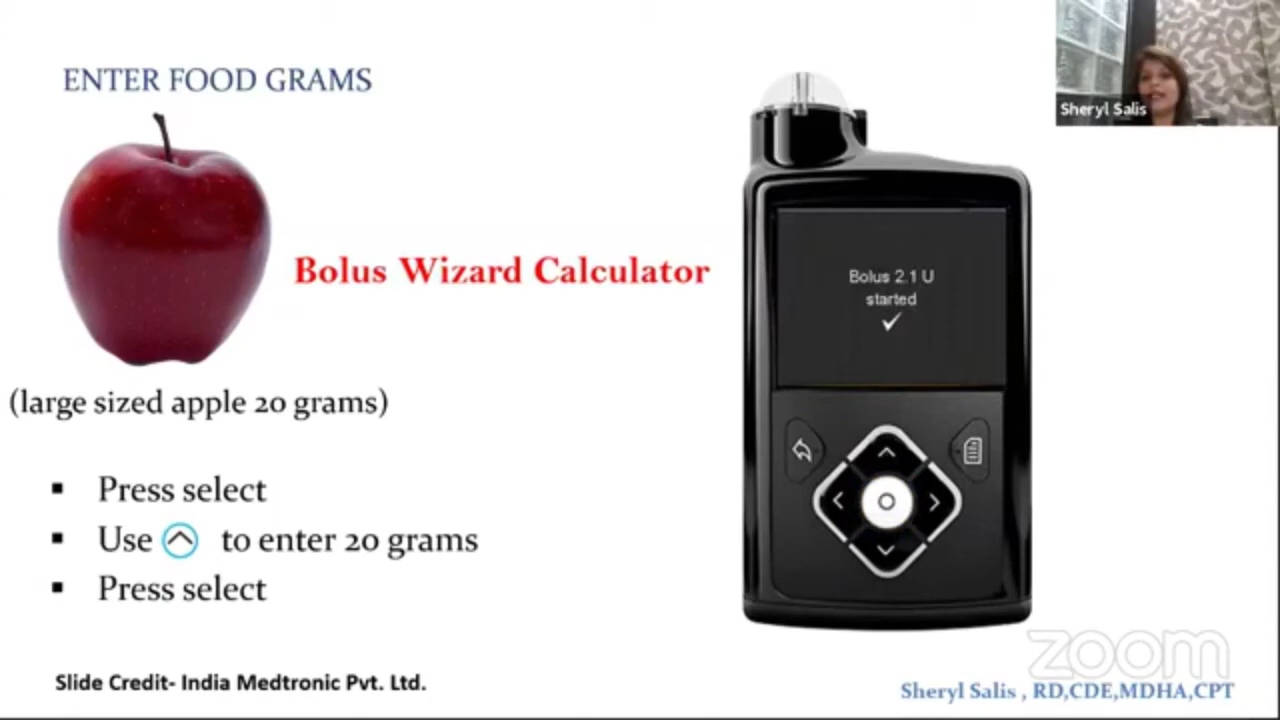 ENTER FOOD GRAMS
Sheryl Salis
Bolus Wizard Calculator
Bolus 2.1 U
started
(large sized apple 20 grams)
Press select
Use to enter 20 grams
Press select
zoom
Slide Credit- India Medtronic Pvt. Ltd.
Sheryl Salis , RD,CDE,MDHA,CPT